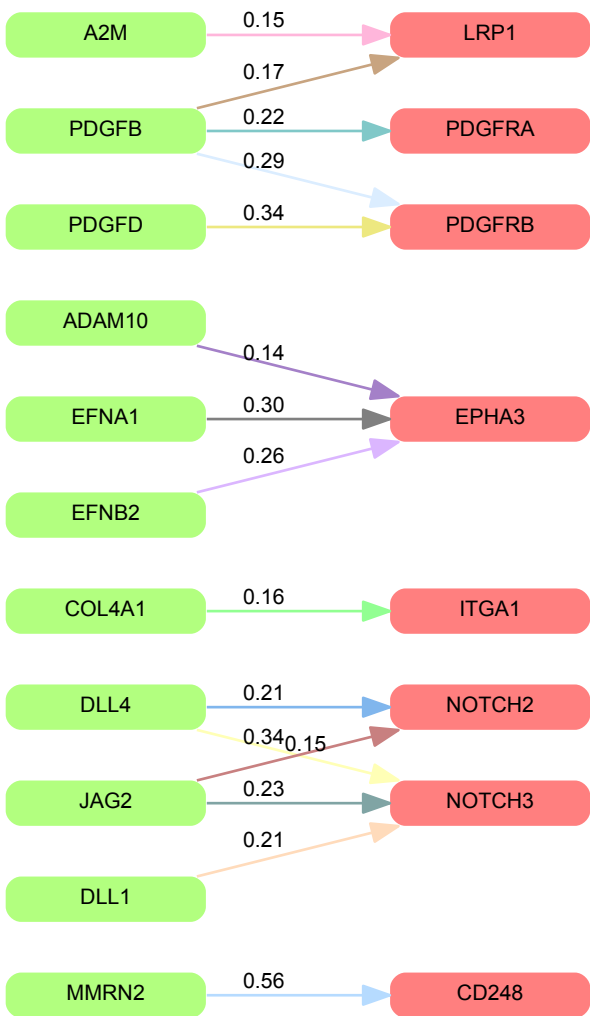 A2M 0.15 LRP1
0.17
PDGFB 0.22 PDGFRA
0.29
PDGFD 0.34 PDGFRB
ADAM10
0.14
EFNA1 0.30 EPHA3
0.26
EFNB2
COL4A1 0.16 ITGA1
DLL4 0.21 NOTCH2
0.34 0.15
JAG2 0.23 NOTCH3
0.21
DLL1
MMRN2 0.56 CD248